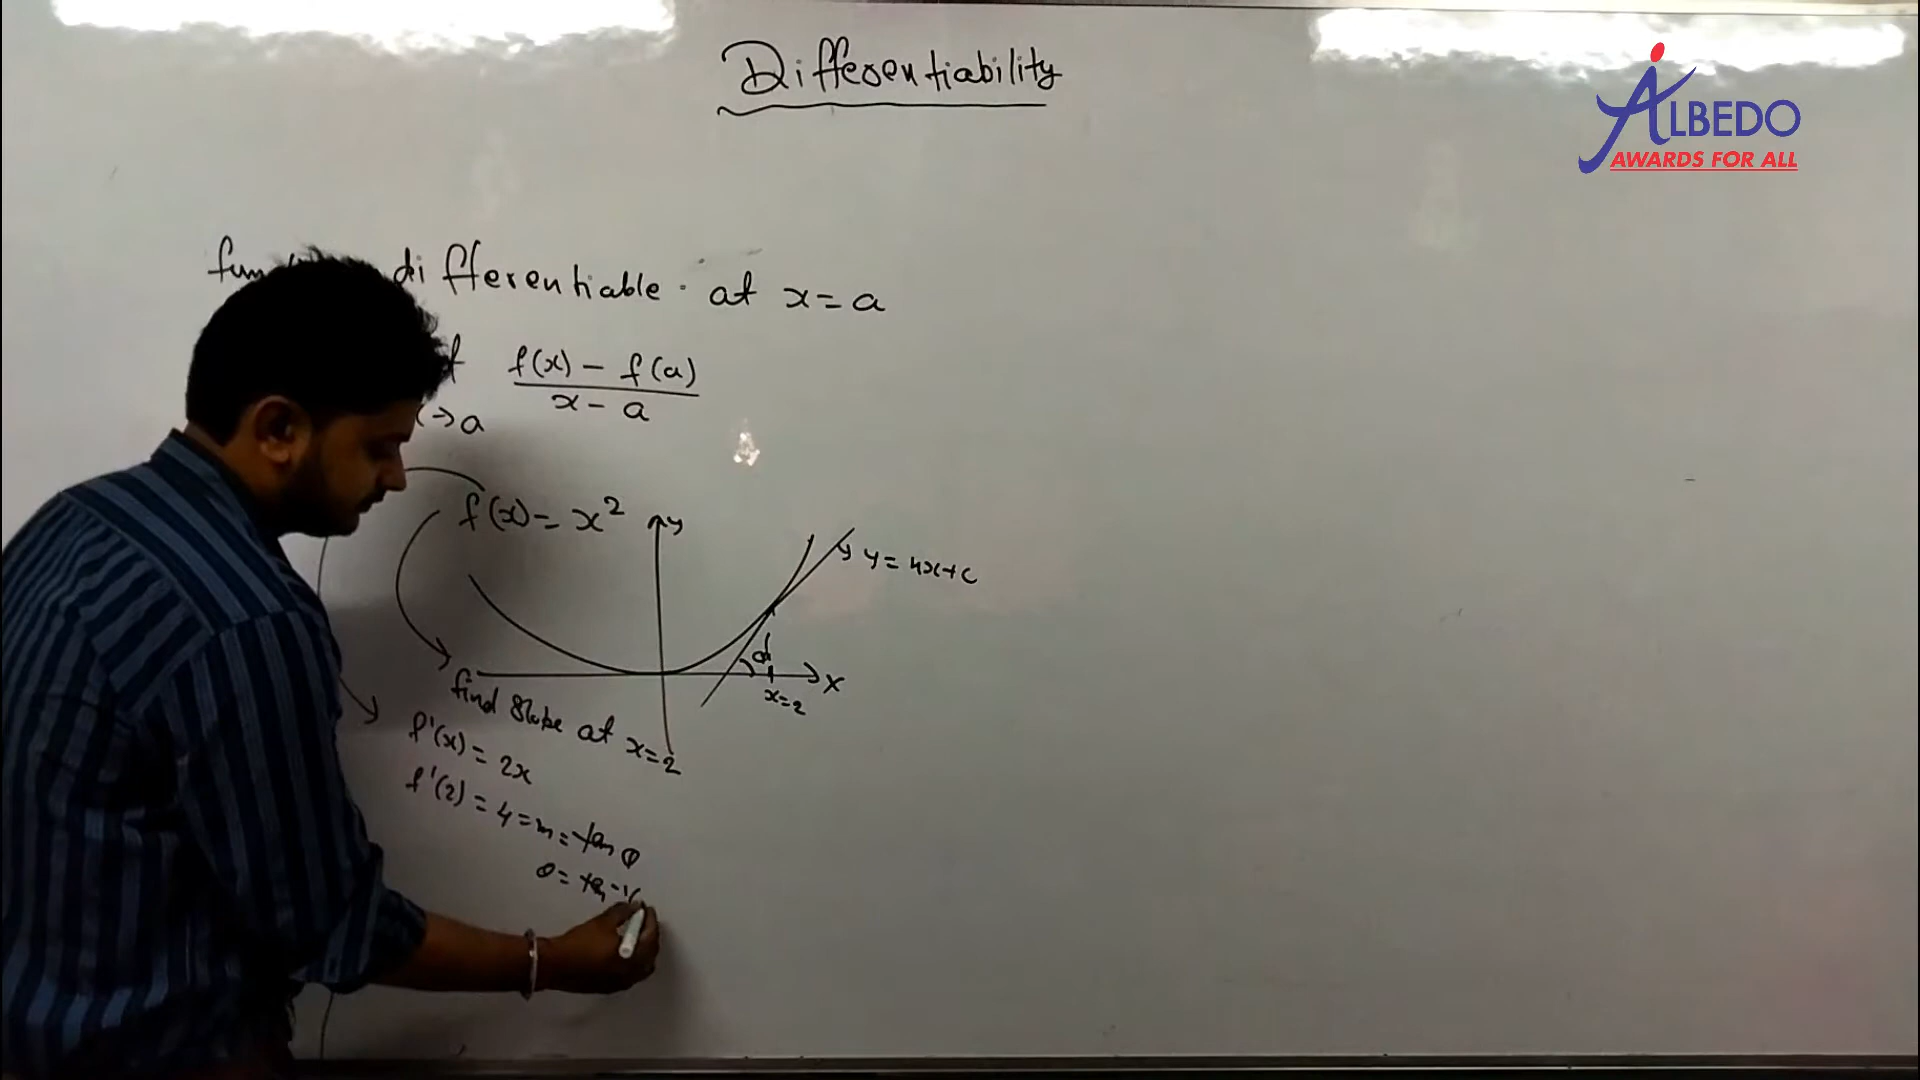 Differentiability
ALBEDO
AWARDS FOR ALL
differentiable at x = a
f(x) - f(a)
x - a
→ a
f(x) = x²
y
y = 4x + c
x
x = 2
find slope at x = 2
f'(x) = 2x
f'(2) = 4 = m = tan θ
θ = tan-1